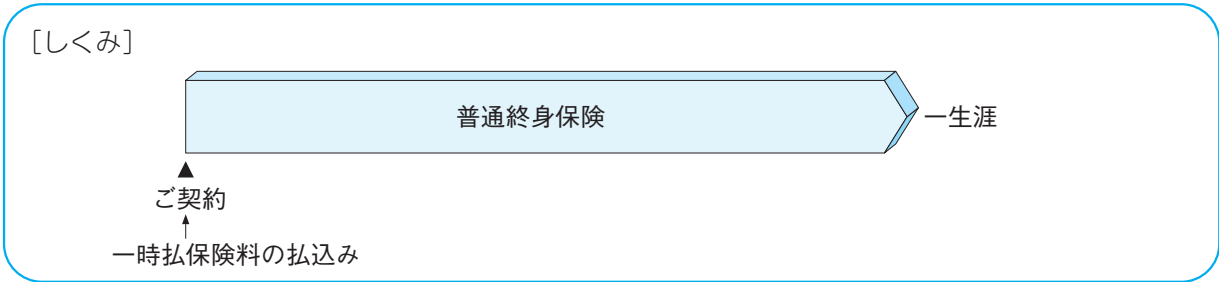 [しくみ]
普通終身保険
一生涯
ご契約
一時払保険料の払込み